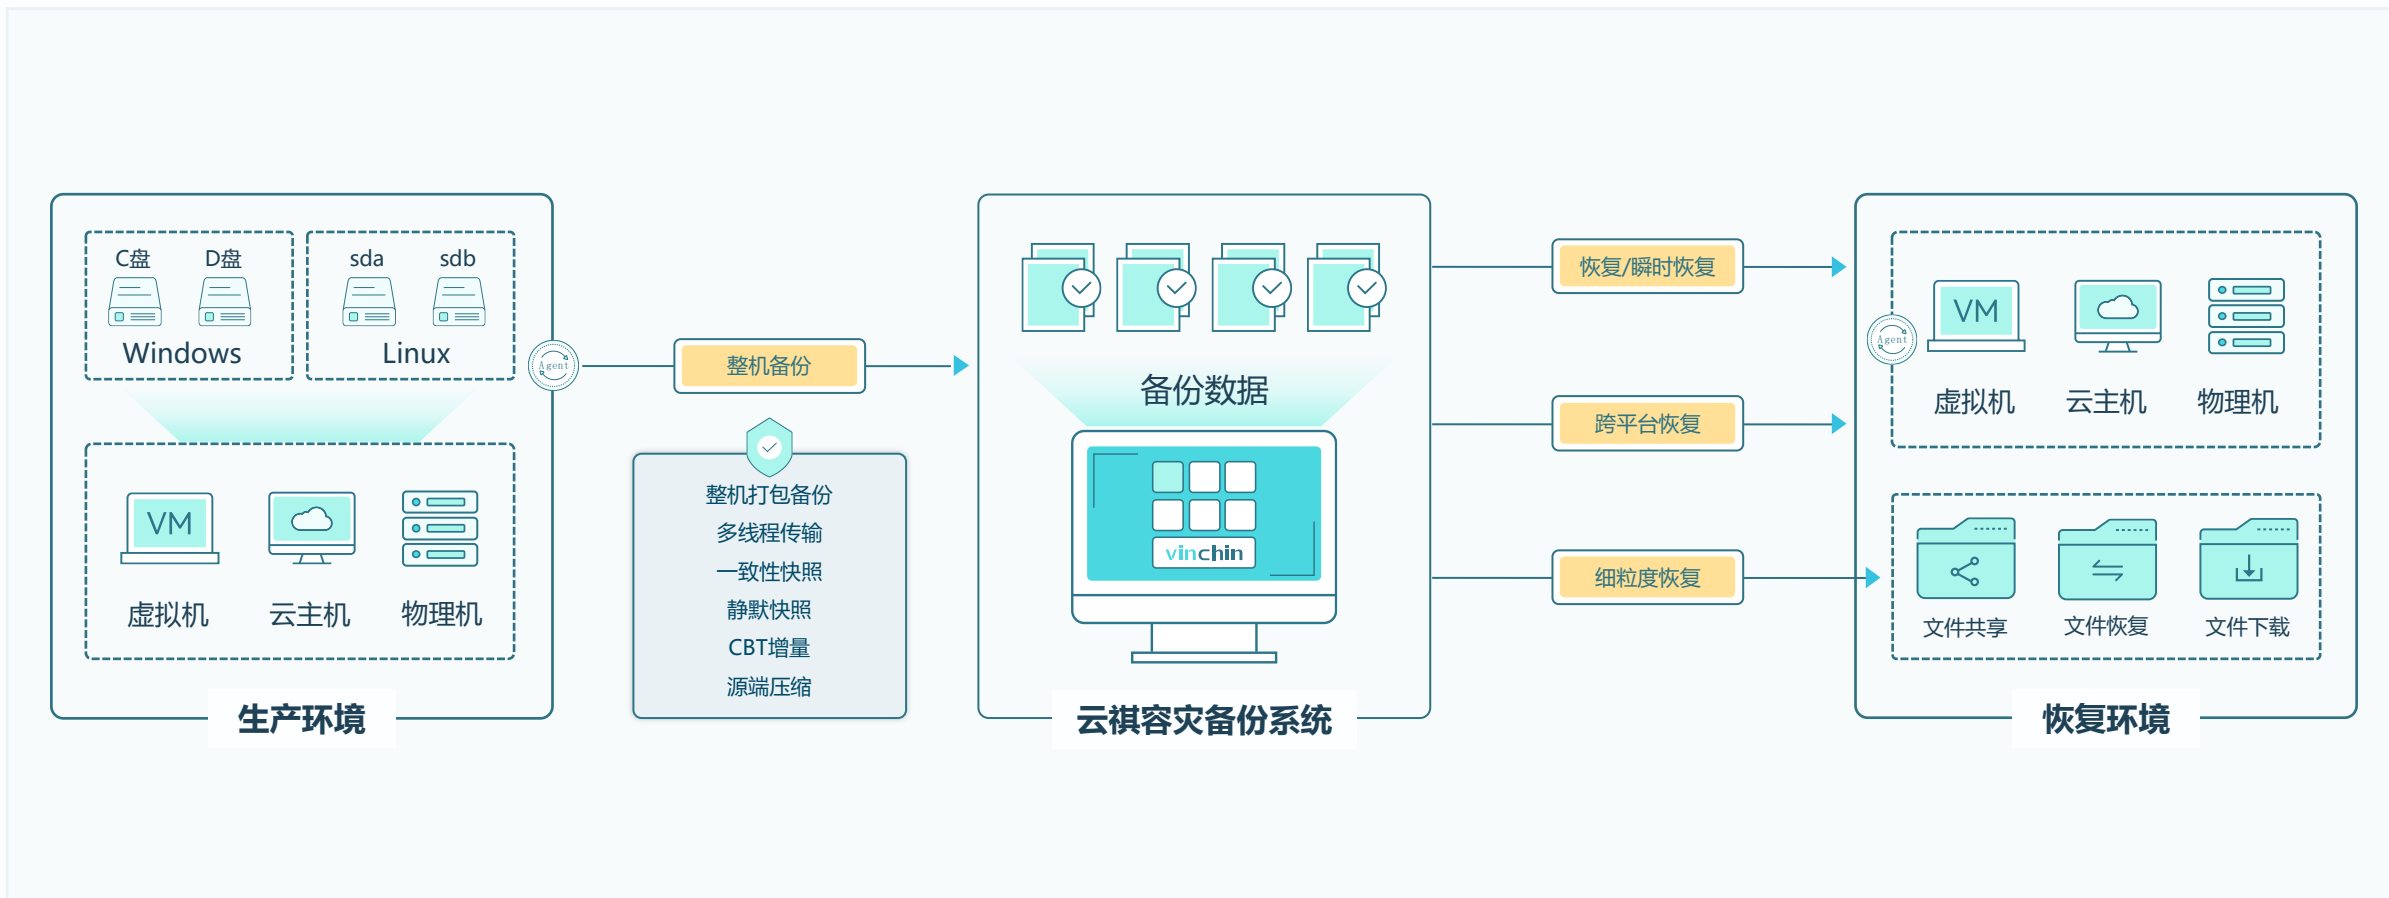 C盘
D盘
Windows
sda
sdb
Linux
VM
虚拟机
云主机
物理机
生产环境
Agent
整机备份
整机打包备份
多线程传输
一致性快照
静默快照
CBT增量
源端压缩
备份数据
vinchin
云祺容灾备份系统
恢复/瞬时恢复
跨平台恢复
细粒度恢复
Agent
VM
虚拟机
云主机
物理机
文件共享
文件恢复
文件下载
恢复环境